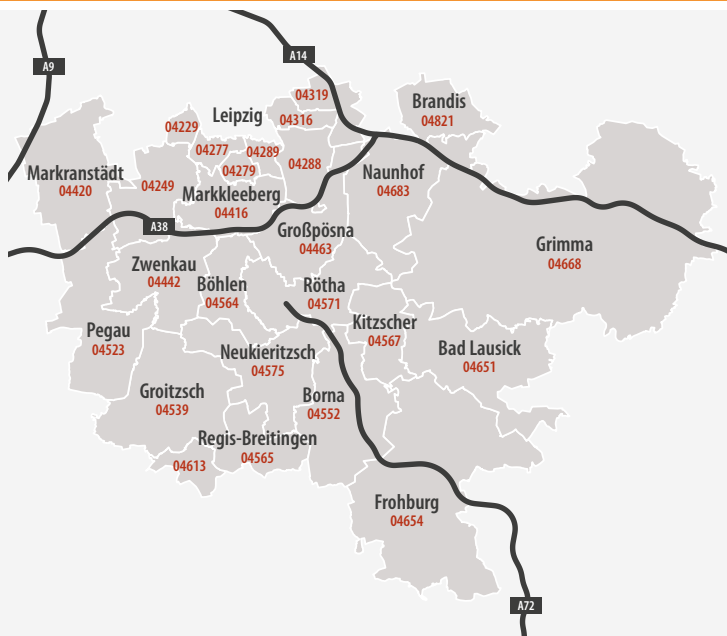 A9
A14
04319
Brandis
04821
Leipzig
04316
04229
04277
04289
04279
04288
Markranstädt
04420
04249
Naunhof
04683
Markkleeberg
04416
A38
Großpösna
04463
Grimma
04668
Zwenkau
04442
Böhlen
04564
Rötha
04571
Kitzscher
04567
Pegau
04523
Neukieritzsch
04575
Bad Lausick
04651
Groitzsch
04539
Borna
04552
Regis-Breitingen
04565
04613
Frohburg
04654
A72